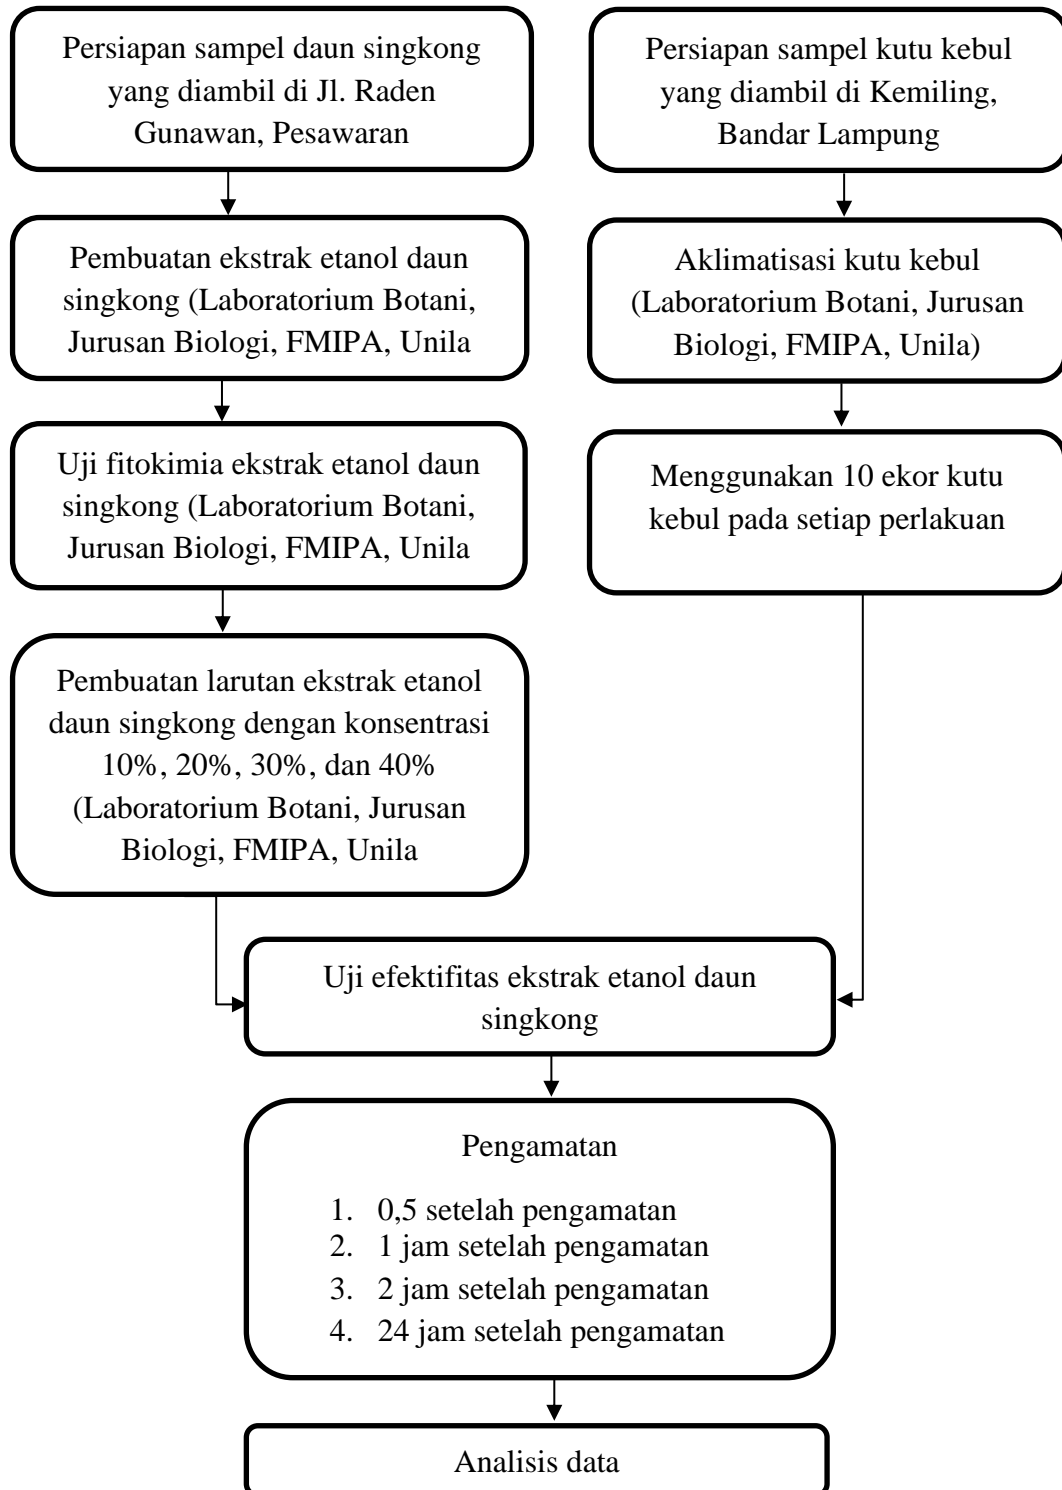 Persiapan sampel daun singkong
yang diambil di Jl. Raden
Gunawan, Pesawaran
Pembuatan ekstrak etanol daun
singkong (Laboratorium Botani,
Jurusan Biologi, FMIPA, Unila
Uji fitokimia ekstrak etanol daun
singkong (Laboratorium Botani,
Jurusan Biologi, FMIPA, Unila
Pembuatan larutan ekstrak etanol
daun singkong dengan konsentrasi
10%, 20%, 30%, dan 40%
(Laboratorium Botani, Jurusan
Biologi, FMIPA, Unila
Persiapan sampel kutu kebul
yang diambil di Kemiling,
Bandar Lampung
Aklimatisasi kutu kebul
(Laboratorium Botani, Jurusan
Biologi, FMIPA, Unila)
Menggunakan 10 ekor kutu
kebul pada setiap perlakuan
Uji efektifitas ekstrak etanol daun
singkong
Pengamatan
1. 0,5 setelah pengamatan
2. 1 jam setelah pengamatan
3. 2 jam setelah pengamatan
4. 24 jam setelah pengamatan
Analisis data